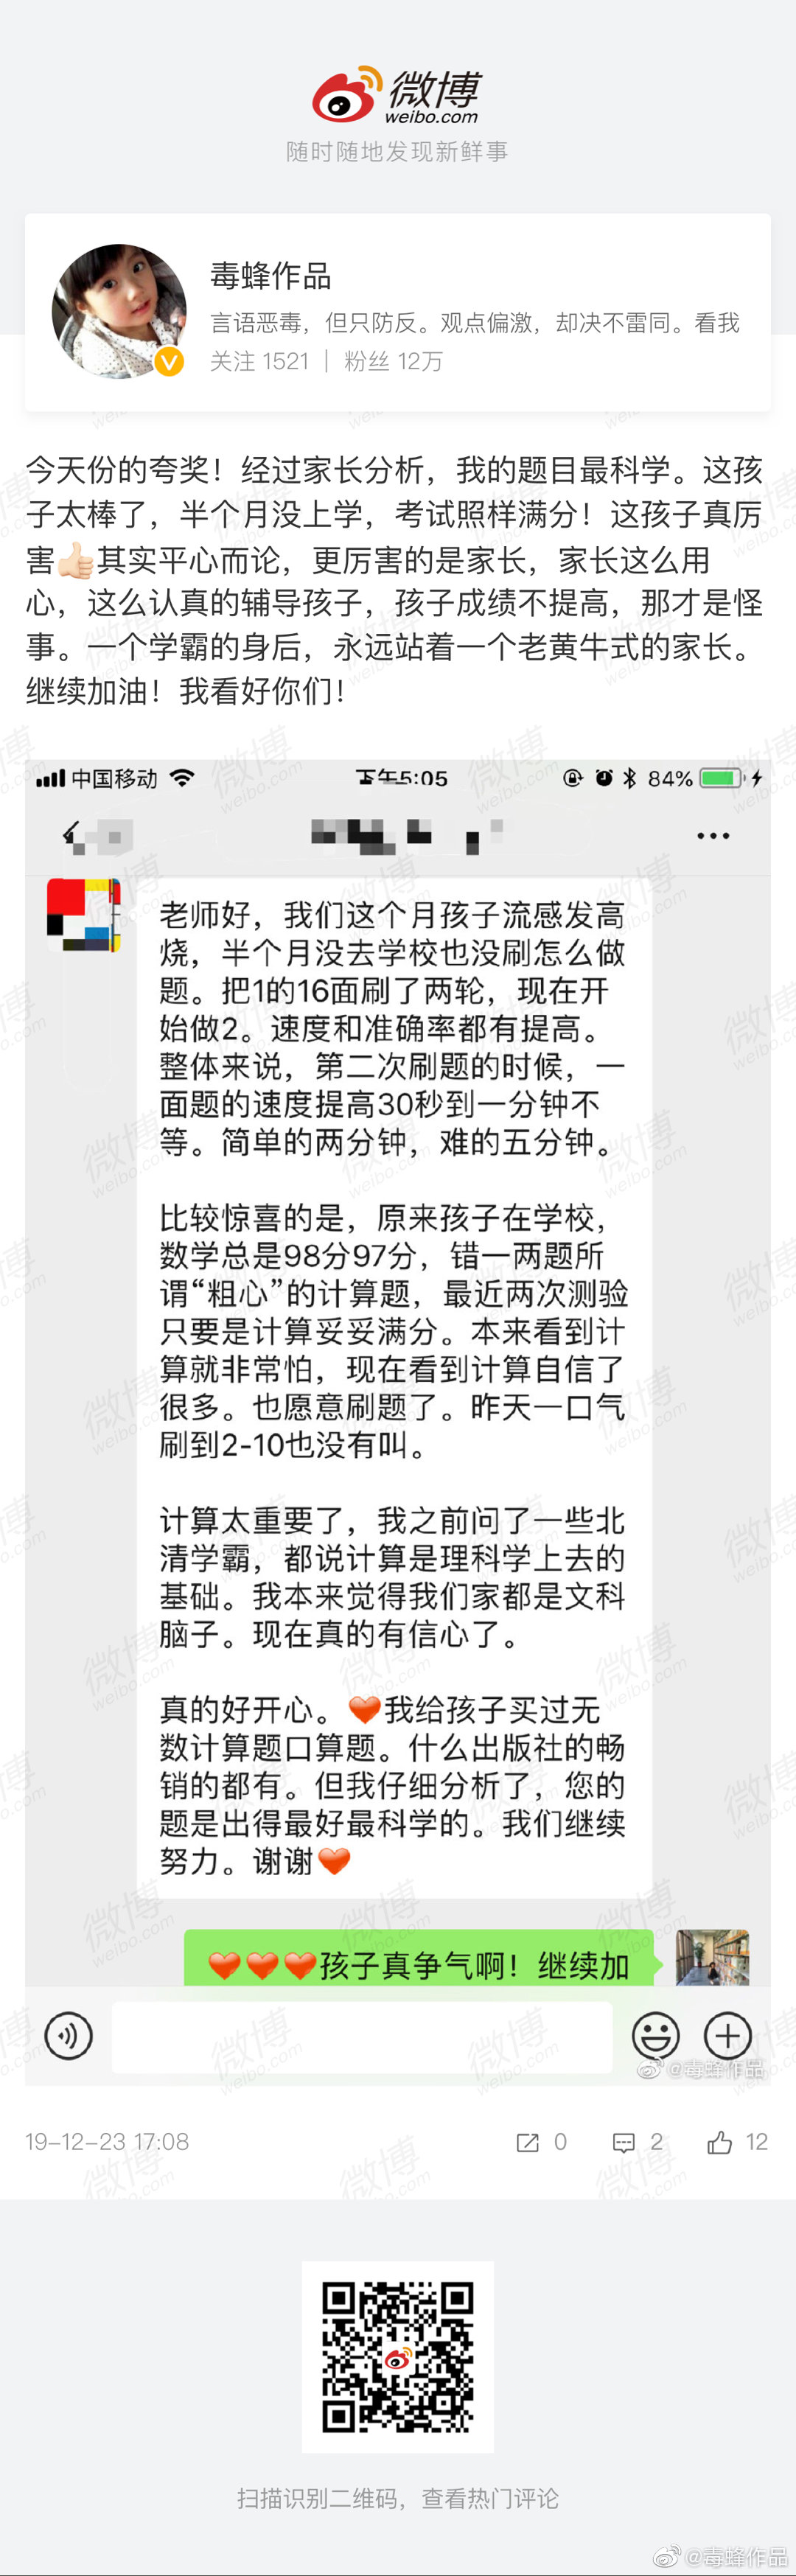 微博
weibo.com
随时随地发现新鲜事
毒蜂作品
言语恶毒，但只防反。观点偏激，却决不雷同。看我
关注 1521 | 粉丝 12万
今天份的夸奖！经过家长分析，我的题目最科学。这孩
子太棒了，半个月没上学，考试照样满分！这孩子真厉
害👍🏻其实平心而论，更厉害的是家长，家长这么用
心，这么认真的辅导孩子，孩子成绩不提高，那才是怪
事。一个学霸的身后，永远站着一个老黄牛式的家长。
继续加油！我看好你们！
中国移动 下午5:05 84%
老师好，我们这个月孩子流感发高
烧，半个月没去学校也没刷怎么做
题。把1的16面刷了两轮，现在开
始做2。速度和准确率都有提高。
整体来说，第二次刷题的时候，一
面题的速度提高30秒到一分钟不
等。简单的两分钟，难的五分钟。
比较惊喜的是，原来孩子在学校，
数学总是98分97分，错一两题所
谓“粗心”的计算题，最近两次测验
只要是计算妥妥满分。本来看到计
算就非常怕，现在看到计算自信了
很多。也愿意刷题了。昨天一口气
刷到2-10也没有叫。
计算太重要了，我之前问了一些北
清学霸，都说计算是理科学上去的
基础。我本来觉得我们家都是文科
脑子。现在真的有信心了。
真的好开心。❤️我给孩子买过无
数计算题口算题。什么出版社的畅
销的都有。但我仔细分析了，您的
题是出得最好最科学的。我们继续
努力。谢谢❤️
❤️❤️❤️孩子真争气啊！继续加
@毒蜂作品
19-12-23 17:08 0 2 12
扫描识别二维码，查看热门评论
@毒蜂作品